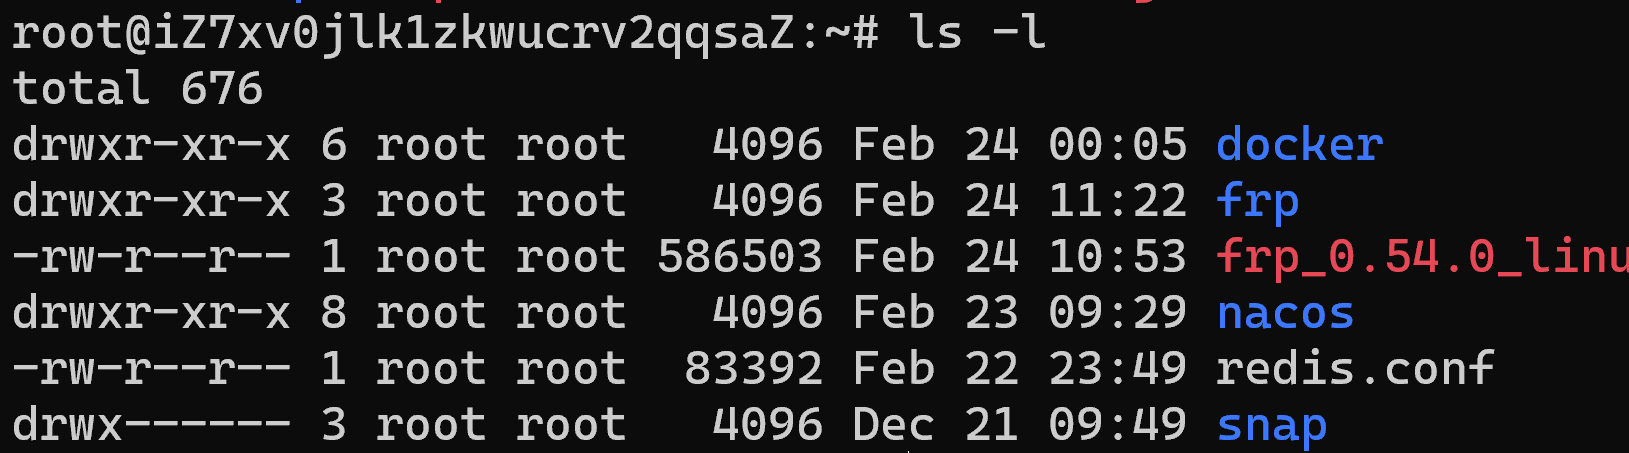 root@iZ7xv0jlk1zkwucrv2qqsaZ:~# ls -l
total 676
drwxr-xr-x 6 root root   4096 Feb 24 00:05 docker
drwxr-xr-x 3 root root   4096 Feb 24 11:22 frp
-rw-r--r-- 1 root root 586503 Feb 24 10:53 frp_0.54.0_linu
drwxr-xr-x 8 root root   4096 Feb 23 09:29 nacos
-rw-r--r-- 1 root root  83392 Feb 22 23:49 redis.conf
drwx------ 3 root root   4096 Dec 21 09:49 snap